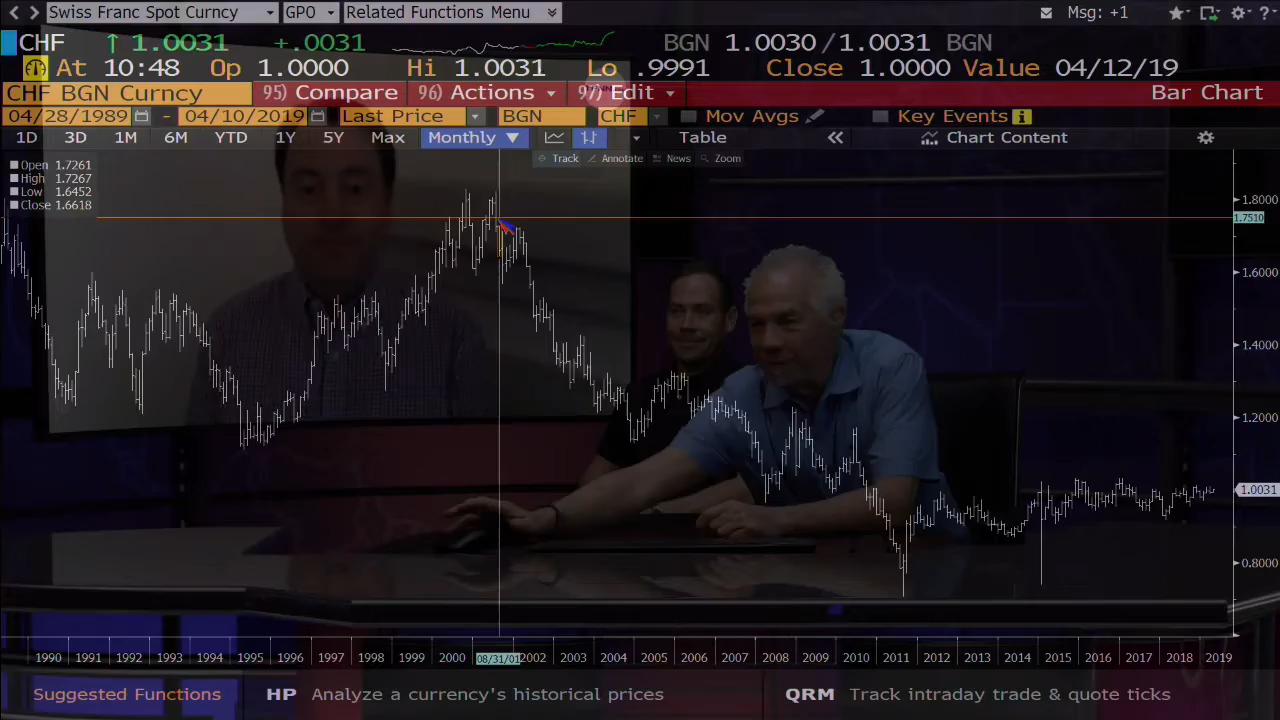 Swiss Franc Spot Curncy GPO Related Functions Menu Msg: +1 ?
CHF ↑ 1.0031 +.0031 BGN 1.0030/1.0031 BGN
At 10:48 Op 1.0000 Hi 1.0031 Lo .9991 Close 1.0000 Value 04/12/19
CHF BGN Curncy 95) Compare 96) Actions 97) Edit Bar Chart
04/28/1989 - 04/10/2019 Last Price BGN CHF Mov Avgs Key Events i
1D 3D 1M 6M YTD 1Y 5Y Max Monthly ▼ Table « Chart Content
Track Annotate News Zoom
Open 1.7261
High 1.7267
Low 1.6452
Close 1.6618
1.8000
1.7510
1.6000
1.4000
1.2000
1.0031
0.8000
1990 1991 1992 1993 1994 1995 1996 1997 1998 1999 2000 08/31/01 2002 2003 2004 2005 2006 2007 2008 2009 2010 2011 2012 2013 2014 2015 2016 2017 2018 2019
Suggested Functions HP Analyze a currency's historical prices QRM Track intraday trade & quote ticks